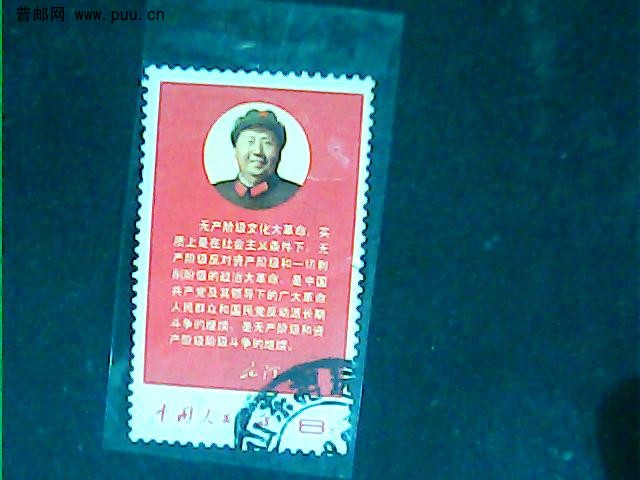 普邮网 www.puu.cn
无产阶级文化大革命，实
质上是在社会主义条件下，无
产阶级反对资产阶级和一切剥
削阶级的政治大革命，是中国
共产党及其领导下的广大革命
人民群众和国民党反动派长期
斗争的继续，是无产阶级和资
产阶级阶级斗争的继续。
中国人民
8